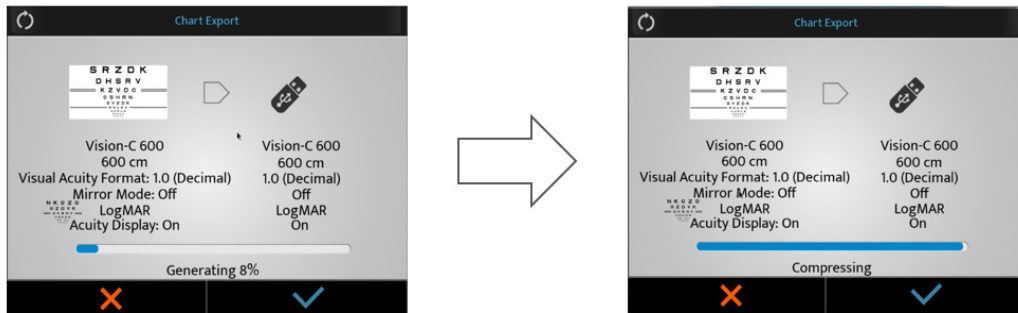 Chart Export
S R Z D K
D H S R V
K Z V D C
Vision-C 600
Vision-C 600
600 cm
600 cm
Visual Acuity Format: 1.0 (Decimal)
1.0 (Decimal)
Mirror Mode: Off
Off
N K G Z D
LogMAR
LogMAR
Acuity Display: On
On
Generating 8%
Chart Export
S R Z D K
D H S R V
K Z V D C
Vision-C 600
Vision-C 600
600 cm
600 cm
Visual Acuity Format: 1.0 (Decimal)
1.0 (Decimal)
Mirror Mode: Off
Off
LogMAR
LogMAR
Acuity Display: On
On
Compressing